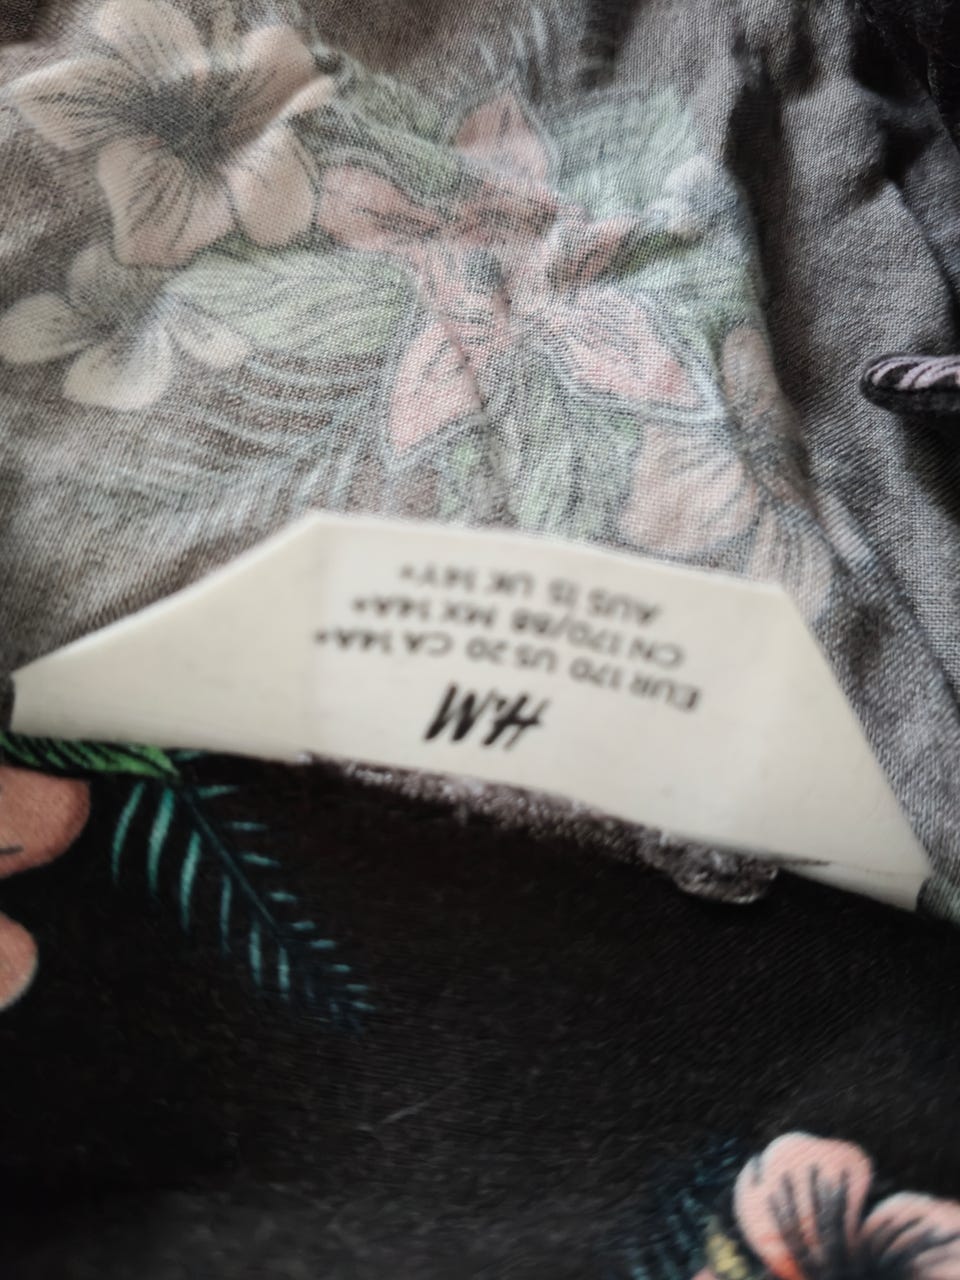 H&M
EUR 170 US 20 CA 14A+
CN 170/88 MX 14A+
AUS 15 UK 14Y+